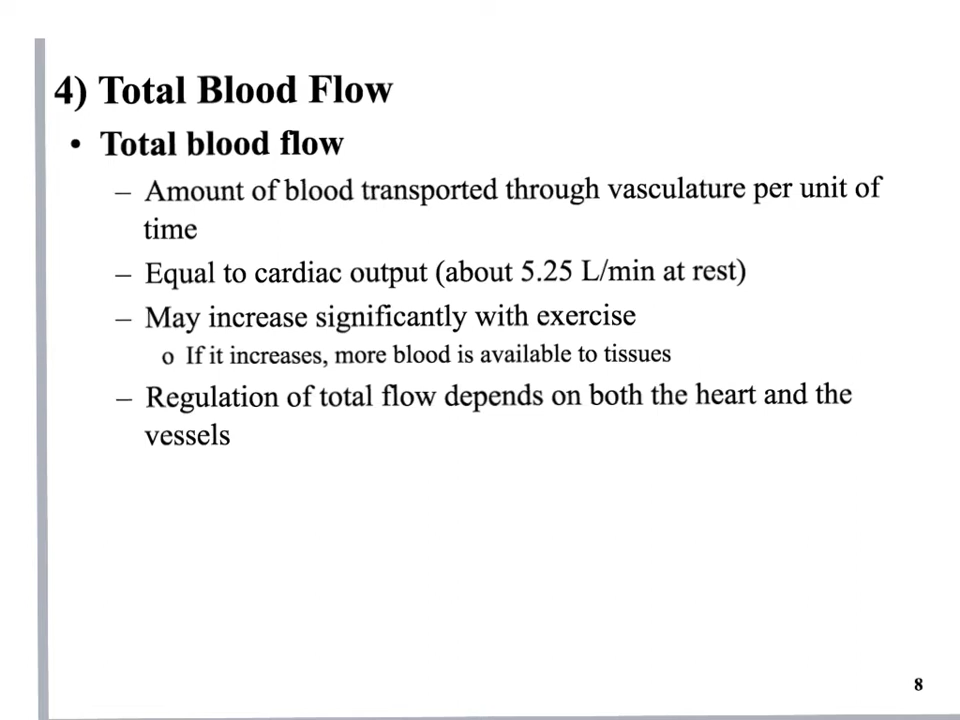 4) Total Blood Flow
• Total blood flow
– Amount of blood transported through vasculature per unit of
time
– Equal to cardiac output (about 5.25 L/min at rest)
– May increase significantly with exercise
o If it increases, more blood is available to tissues
– Regulation of total flow depends on both the heart and the
vessels
8